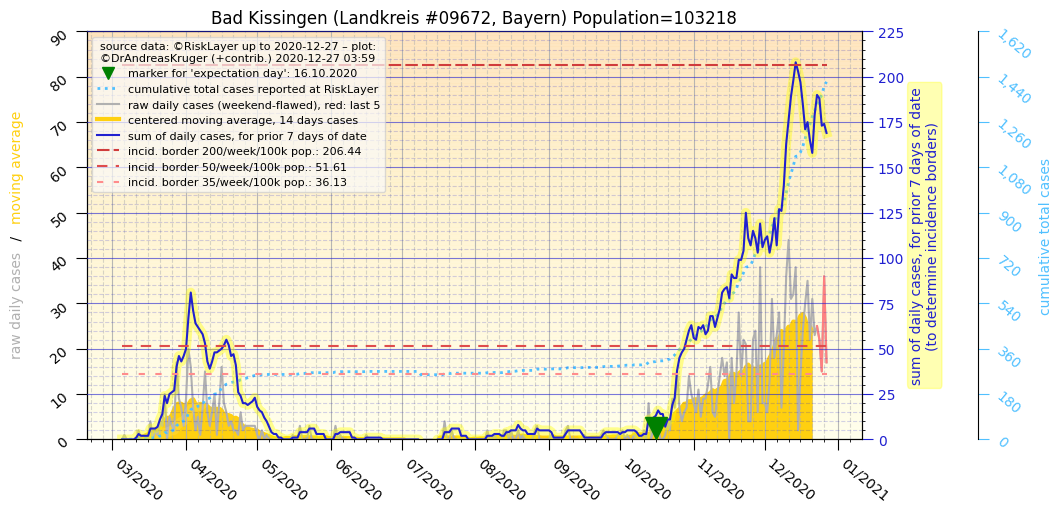 Bad Kissingen (Landkreis #09672, Bayern) Population=103218
source data: ©RiskLayer up to 2020-12-27 – plot:
©DrAndreasKruger (+contrib.) 2020-12-27 03:59
marker for 'expectation day': 16.10.2020
cumulative total cases reported at RiskLayer
raw daily cases (weekend-flawed), red: last 5
centered moving average, 14 days cases
sum of daily cases, for prior 7 days of date
incid. border 200/week/100k pop.: 206.44
incid. border 50/week/100k pop.: 51.61
incid. border 35/week/100k pop.: 36.13
raw daily cases / moving average
90
80
70
60
50
40
30
20
10
0
03/2020
04/2020
05/2020
06/2020
07/2020
08/2020
09/2020
10/2020
11/2020
12/2020
01/2021
225
200
175
150
125
100
75
50
25
0
sum of daily cases, for prior 7 days of date
(to determine incidence borders)
1,620
1,440
1,260
1,080
900
720
540
360
180
0
cumulative total cases